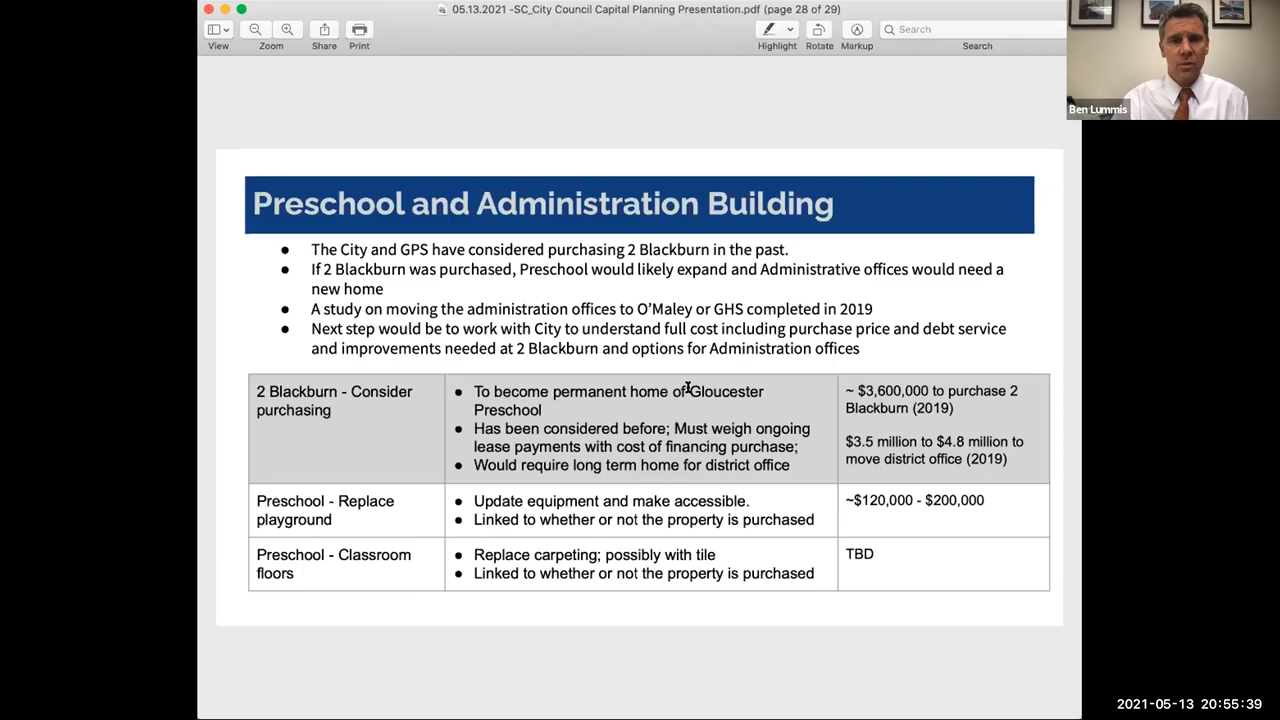 05.13.2021 -SC_City Council Capital Planning Presentation.pdf (page 28 of 29)
View
Zoom
Share
Print
Highlight
Rotate
Markup
Search
Search
Ben Lummis
Preschool and Administration Building
● The City and GPS have considered purchasing 2 Blackburn in the past.
● If 2 Blackburn was purchased, Preschool would likely expand and Administrative offices would need a
new home
● A study on moving the administration offices to O’Maley or GHS completed in 2019
● Next step would be to work with City to understand full cost including purchase price and debt service
and improvements needed at 2 Blackburn and options for Administration offices
2 Blackburn - Consider
purchasing
● To become permanent home of Gloucester
Preschool
● Has been considered before; Must weigh ongoing
lease payments with cost of financing purchase;
● Would require long term home for district office
~ $3,600,000 to purchase 2
Blackburn (2019)
$3.5 million to $4.8 million to
move district office (2019)
Preschool - Replace
playground
● Update equipment and make accessible.
● Linked to whether or not the property is purchased
~$120,000 - $200,000
Preschool - Classroom
floors
● Replace carpeting; possibly with tile
● Linked to whether or not the property is purchased
TBD
2021-05-13 20:55:39